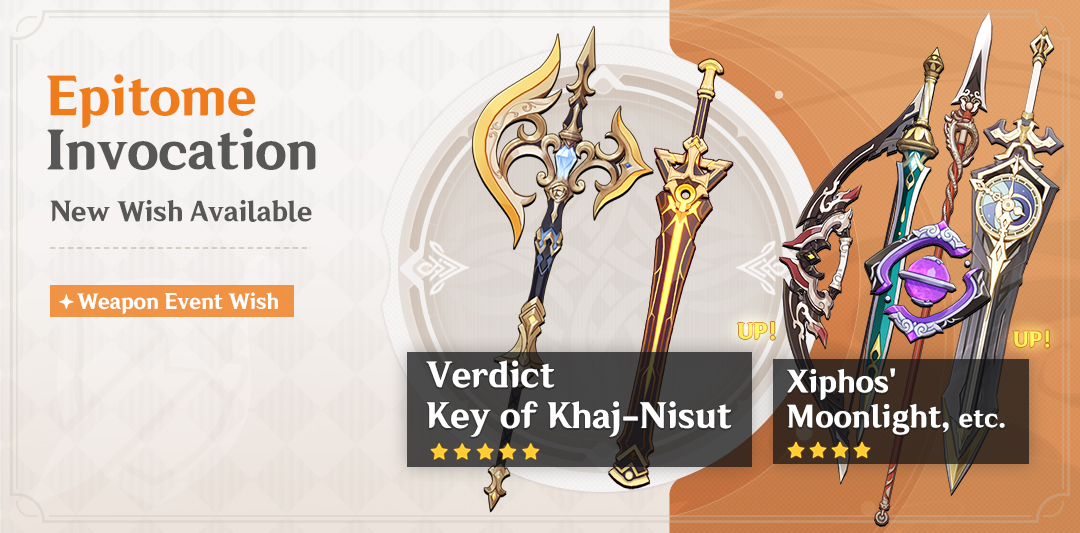 Epitome
Invocation
New Wish Available
Weapon Event Wish
UP!
Verdict
Key of Khaj-Nisut
UP!
Xiphos'
Moonlight, etc.